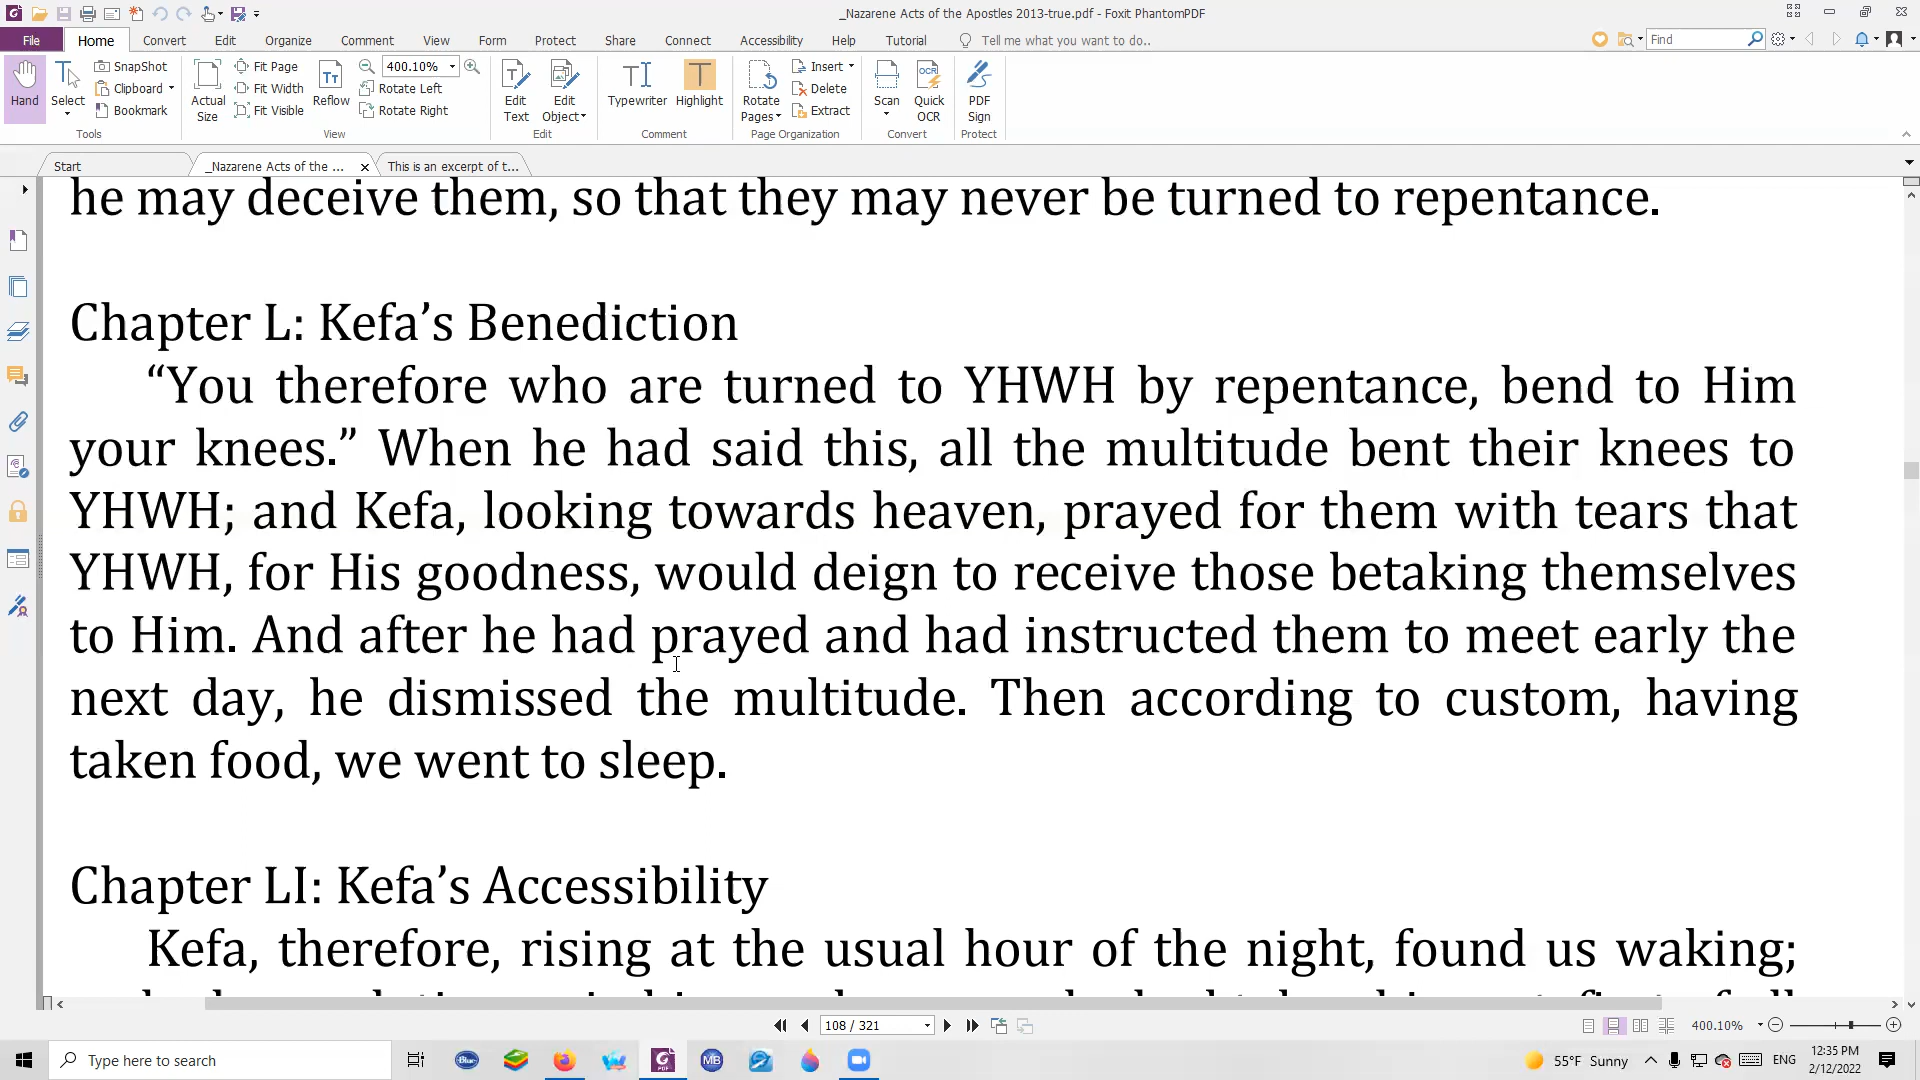 _Nazarene Acts of the Apostles 2013-true.pdf - Foxit PhantomPDF
File Home Convert Edit Organize Comment View Form Protect Share Connect Accessibility Help Tutorial Tell me what you want to do.. Find
Hand
Select
SnapShot
Clipboard
Bookmark
Tools
Actual Size
Fit Page
Fit Width
Fit Visible
Reflow
400.10%
Rotate Left
Rotate Right
View
Edit Text
Edit Object
Edit
Typewriter
Highlight
Comment
Rotate Pages
Insert
Delete
Extract
Page Organization
Scan
Quick OCR
Convert
PDF Sign
Protect
Start _Nazarene Acts of the ... This is an excerpt of t...
he may deceive them, so that they may never be turned to repentance.
Chapter L: Kefa’s Benediction
“You therefore who are turned to YHWH by repentance, bend to Him
your knees.” When he had said this, all the multitude bent their knees to
YHWH; and Kefa, looking towards heaven, prayed for them with tears that
YHWH, for His goodness, would deign to receive those betaking themselves
to Him. And after he had prayed and had instructed them to meet early the
next day, he dismissed the multitude. Then according to custom, having
taken food, we went to sleep.
Chapter LI: Kefa’s Accessibility
Kefa, therefore, rising at the usual hour of the night, found us waking;
108 / 321
400.10%
Type here to search
55°F Sunny
ENG
12:35 PM
2/12/2022